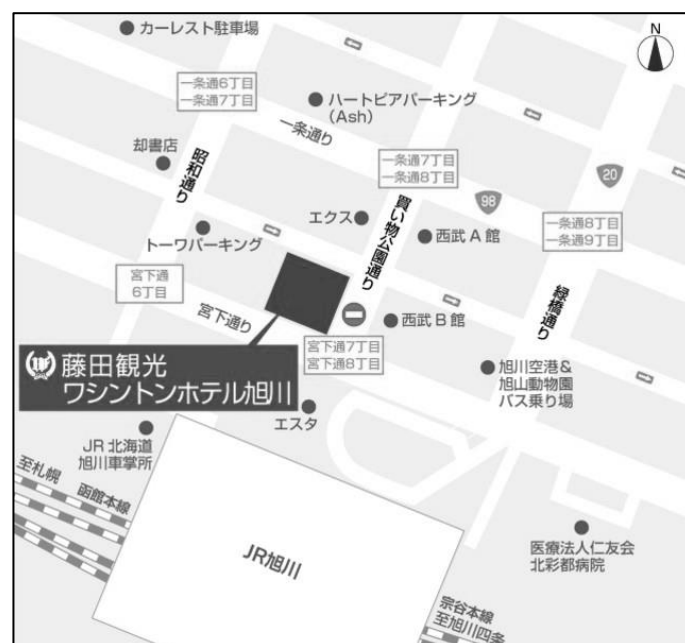 N
カーレスト駐車場
一条通6丁目
一条通7丁目
ハートピアパーキング
(Ash)
一条通り
却書店
昭和通り
一条通7丁目
一条通8丁目
20
98
買い物公園通り
エクス
西武A館
一条通8丁目
一条通9丁目
トーワパーキング
宮下通
6丁目
宮下通り
緑橋通り
西武B館
宮下通7丁目
宮下通8丁目
藤田観光
ワシントンホテル旭川
旭川空港&
旭山動物園
バス乗り場
エスタ
JR北海道
旭川車掌所
至札幌
函館本線
JR旭川
医療法人仁友会
北彩都病院
宗谷本線
至旭川四条